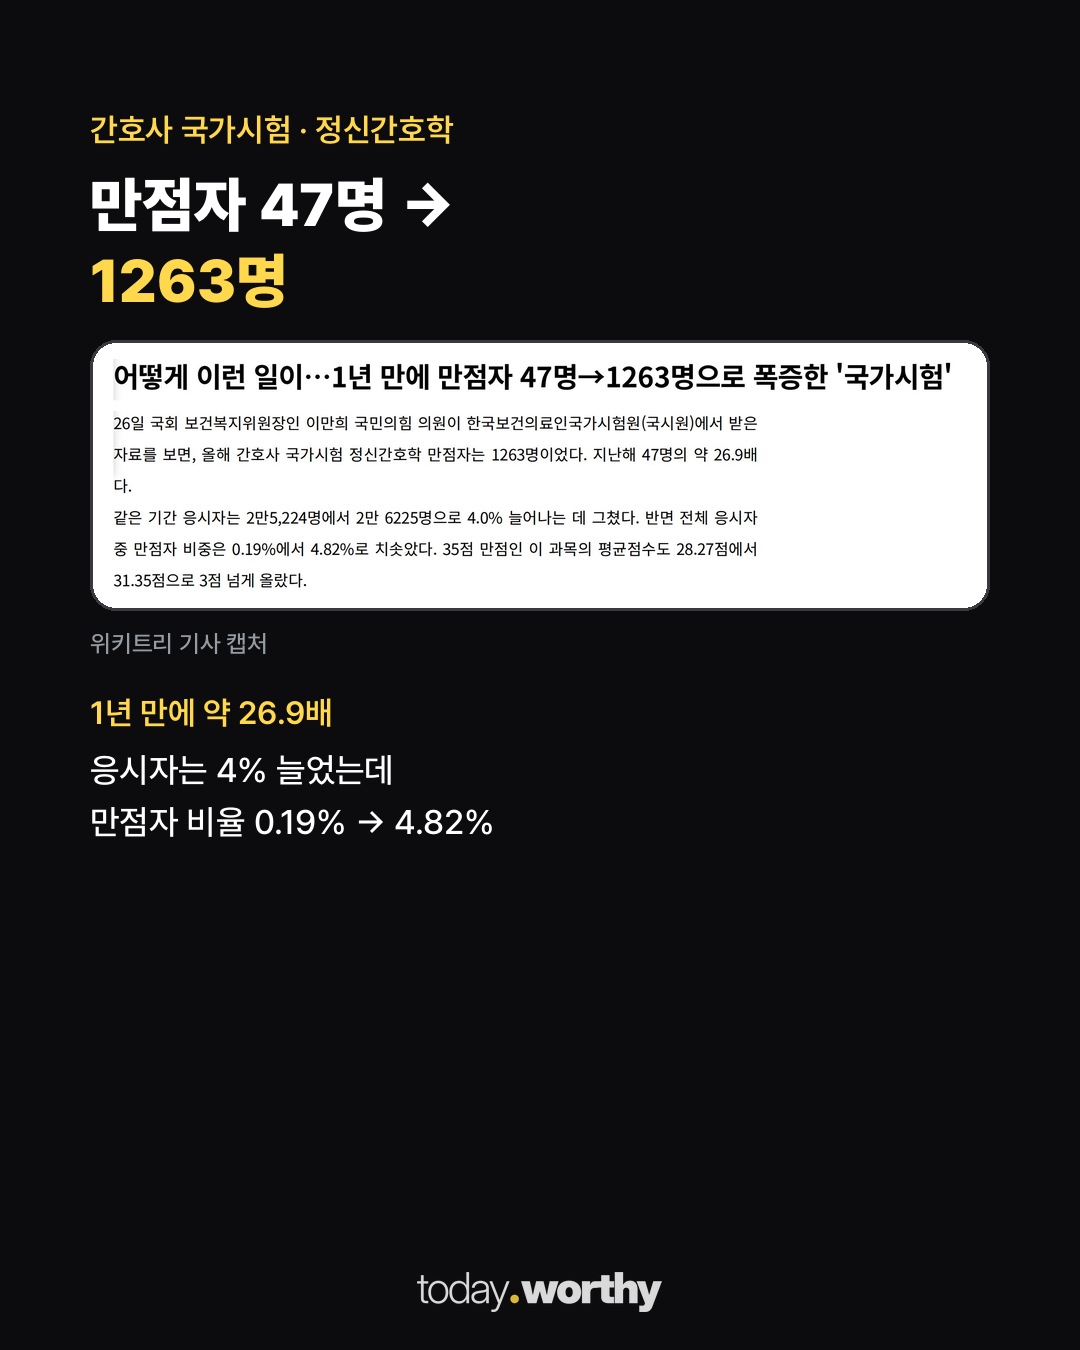 간호사 국가시험 · 정신간호학
만점자 47명 →
1263명
어떻게 이런 일이…1년 만에 만점자 47명→1263명으로 폭증한 '국가시험'
26일 국회 보건복지위원장인 이만희 국민의힘 의원이 한국보건의료인국가시험원(국시원)에서 받은
자료를 보면, 올해 간호사 국가시험 정신간호학 만점자는 1263명이었다. 지난해 47명의 약 26.9배
다.
같은 기간 응시자는 2만5,224명에서 2만 6225명으로 4.0% 늘어나는 데 그쳤다. 반면 전체 응시자
중 만점자 비중은 0.19%에서 4.82%로 치솟았다. 35점 만점인 이 과목의 평균점수도 28.27점에서
31.35점으로 3점 넘게 올랐다.
위키트리 기사 캡처
1년 만에 약 26.9배
응시자는 4% 늘었는데
만점자 비율 0.19% → 4.82%
today.worthy